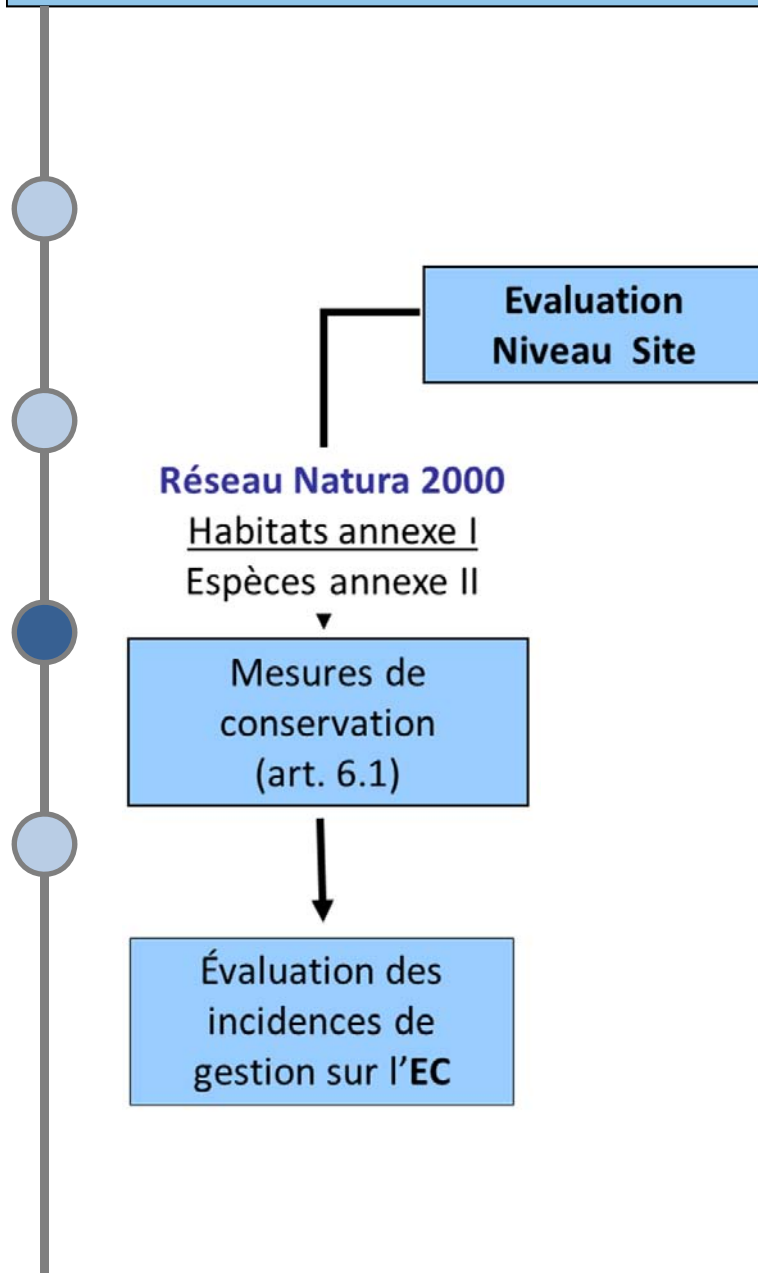 Evaluation
Niveau Site
Réseau Natura 2000
Habitats annexe I
Espèces annexe II
Mesures de
conservation
(art. 6.1)
Évaluation des
incidences de
gestion sur l’EC